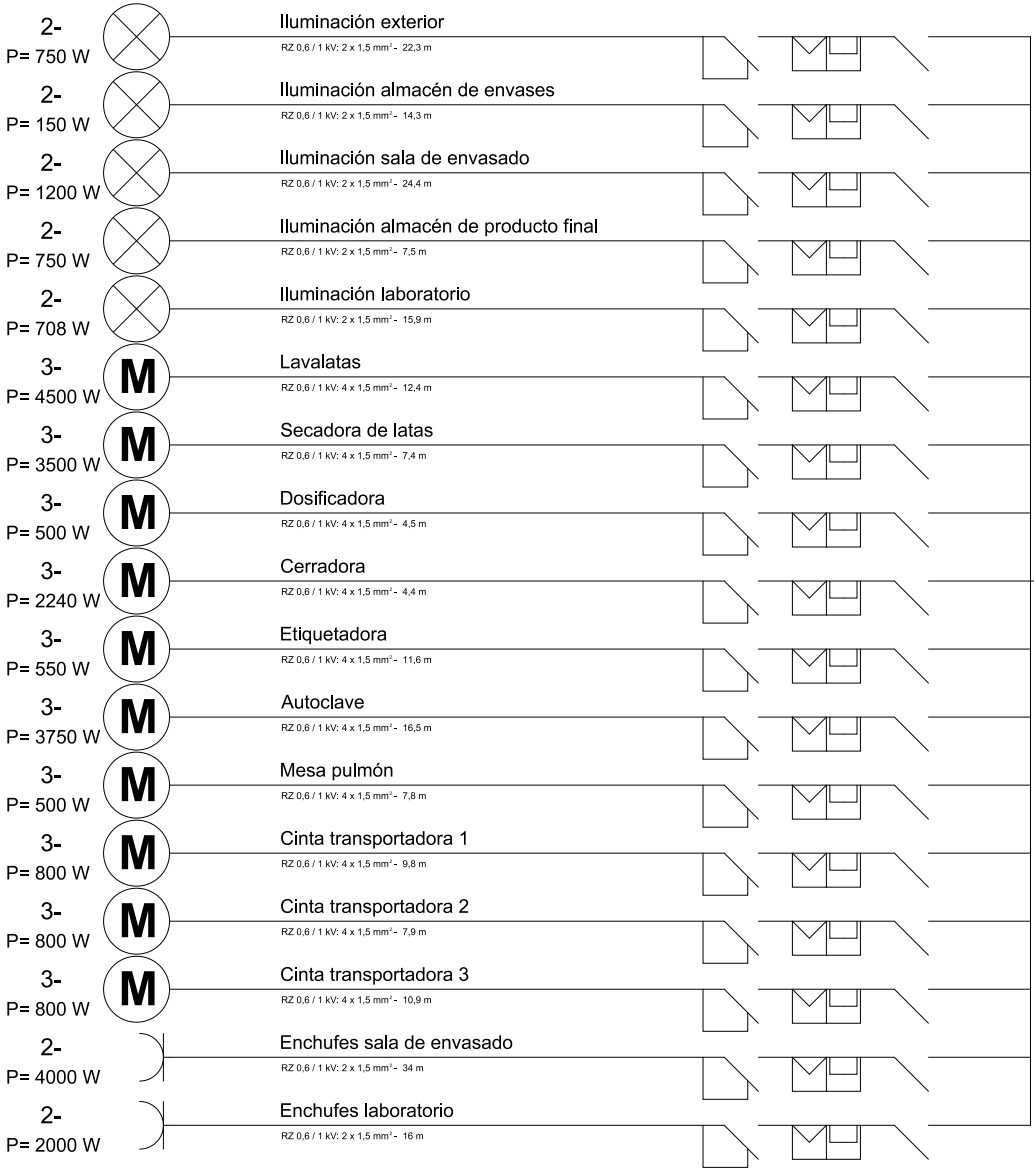 2-
Iluminación exterior
P= 750 W
RZ 0,6 / 1 kV: 2 x 1,5 mm² - 22,3 m
2-
Iluminación almacén de envases
P= 150 W
RZ 0,6 / 1 kV: 2 x 1,5 mm² - 14,3 m
2-
Iluminación sala de envasado
P= 1200 W
RZ 0,6 / 1 kV: 2 x 1,5 mm² - 24,4 m
2-
Iluminación almacén de producto final
P= 750 W
RZ 0,6 / 1 kV: 2 x 1,5 mm² - 7,5 m
2-
Iluminación laboratorio
P= 708 W
RZ 0,6 / 1 kV: 2 x 1,5 mm² - 15,9 m
3-
M
Lavalatas
P= 4500 W
RZ 0,6 / 1 kV: 4 x 1,5 mm² - 12,4 m
3-
M
Secadora de latas
P= 3500 W
RZ 0,6 / 1 kV: 4 x 1,5 mm² - 7,4 m
3-
M
Dosificadora
P= 500 W
RZ 0,6 / 1 kV: 4 x 1,5 mm² - 4,5 m
3-
M
Cerradora
P= 2240 W
RZ 0,6 / 1 kV: 4 x 1,5 mm² - 4,4 m
3-
M
Etiquetadora
P= 550 W
RZ 0,6 / 1 kV: 4 x 1,5 mm² - 11,6 m
3-
M
Autoclave
P= 3750 W
RZ 0,6 / 1 kV: 4 x 1,5 mm² - 16,5 m
3-
M
Mesa pulmón
P= 500 W
RZ 0,6 / 1 kV: 4 x 1,5 mm² - 7,8 m
3-
M
Cinta transportadora 1
P= 800 W
RZ 0,6 / 1 kV: 4 x 1,5 mm² - 9,8 m
3-
M
Cinta transportadora 2
P= 800 W
RZ 0,6 / 1 kV: 4 x 1,5 mm² - 7,9 m
3-
M
Cinta transportadora 3
P= 800 W
RZ 0,6 / 1 kV: 4 x 1,5 mm² - 10,9 m
2-
Enchufes sala de envasado
P= 4000 W
RZ 0,6 / 1 kV: 2 x 1,5 mm² - 34 m
2-
Enchufes laboratorio
P= 2000 W
RZ 0,6 / 1 kV: 2 x 1,5 mm² - 16 m